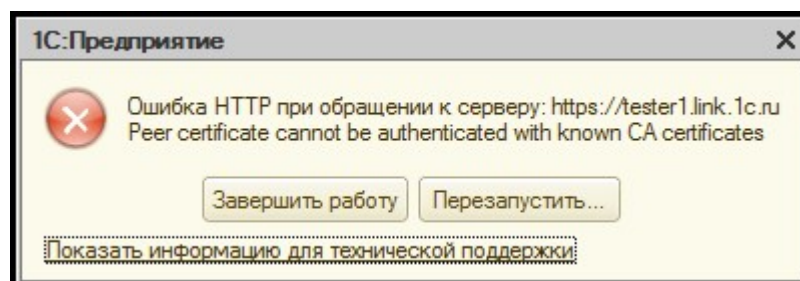 1С:Предприятие
Ошибка HTTP при обращении к серверу: https://tester1.link.1c.ru
Peer certificate cannot be authenticated with known CA certificates
Завершить работу
Перезапустить...
Показать информацию для технической поддержки